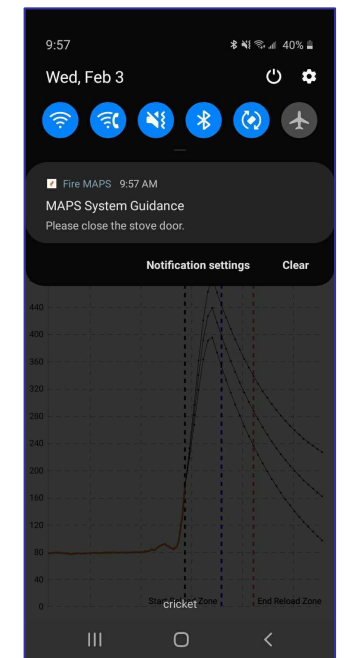 9:57 40%
Wed, Feb 3
Fire MAPS 9:57 AM
MAPS System Guidance
Please close the stove door.
Notification settings Clear
440
400
360
320
280
240
200
160
120
80
40
0
Start Reload Zone End Reload Zone
cricket